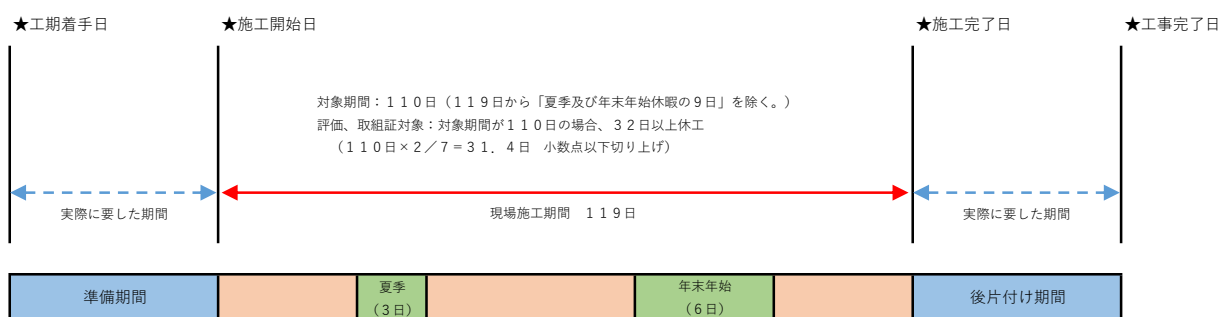 ★工期着手日
★施工開始日
★施工完了日
★工事完了日
対象期間：１１０日（１１９日から「夏季及び年末年始休暇の９日」を除く。）
評価、取組証対象：対象期間が１１０日の場合、３２日以上休工
（１１０日×２／７＝３１．４日　小数点以下切り上げ）
実際に要した期間
現場施工期間　１１９日
実際に要した期間
準備期間
夏季
（３日）
年末年始
（６日）
後片付け期間